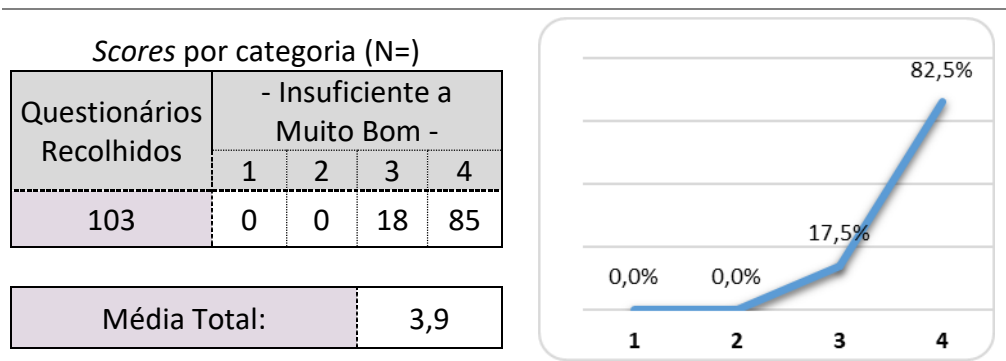 Scores por categoria (N=)
Questionários Recolhidos
- Insuficiente a Muito Bom -
1 2 3 4
103 0 0 18 85
Média Total: 3,9
82,5%
17,5%
0,0% 0,0%
1 2 3 4